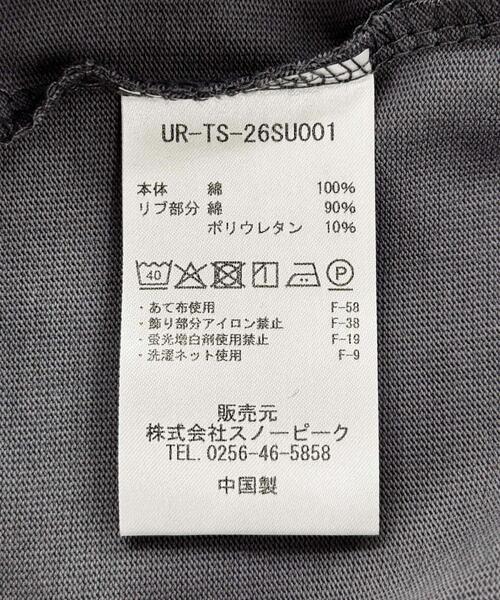 UR-TS-26SU001
本体 綿 100%
リブ部分 綿 90%
ポリウレタン 10%
40 P
・あて布使用 F-58
・飾り部分アイロン禁止 F-38
・蛍光増白剤使用禁止 F-19
・洗濯ネット使用 F-9
販売元
株式会社スノーピーク
TEL. 0256-46-5858
中国製